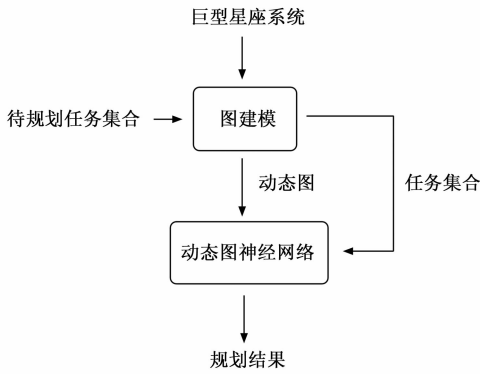 巨型星座系统
待规划任务集合
图建模
动态图
任务集合
动态图神经网络
规划结果